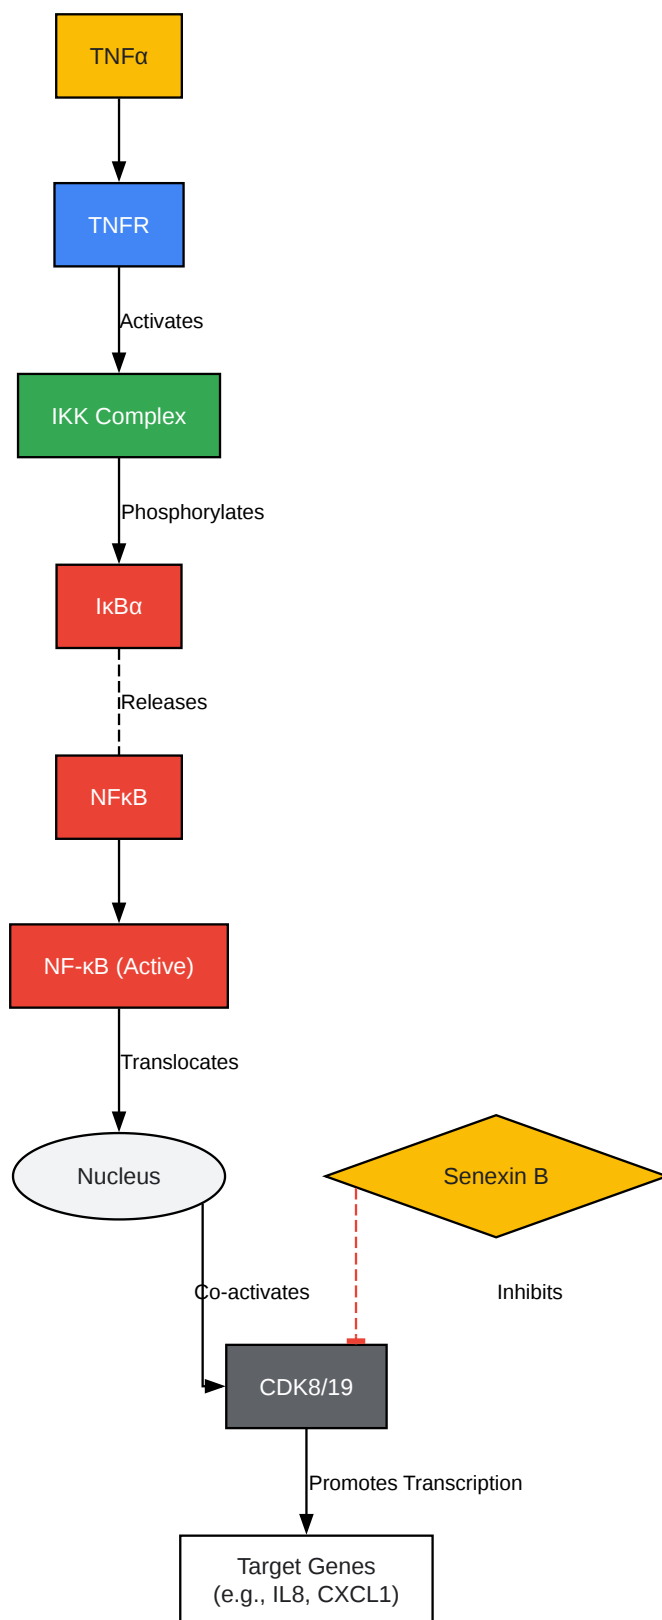 TNFα
TNFR
Activates
IKK Complex
Phosphorylates
IκBα
Releases
NFκB
NF-κB (Active)
Translocates
Nucleus
Senexin B
Co-activates
Inhibits
CDK8/19
Promotes Transcription
Target Genes
(e.g., IL8, CXCL1)